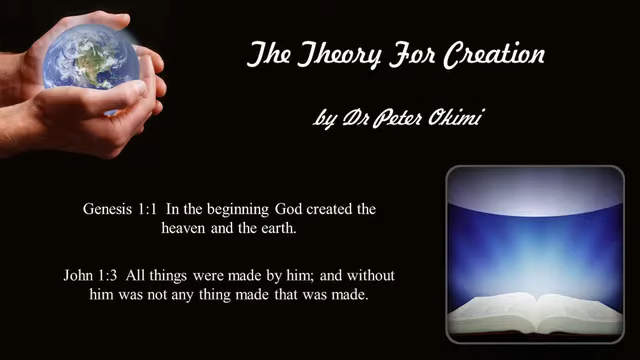 The Theory For Creation
by Dr Peter Okimi
Genesis 1:1 In the beginning God created the
heaven and the earth.
John 1:3 All things were made by him; and without
him was not any thing made that was made.